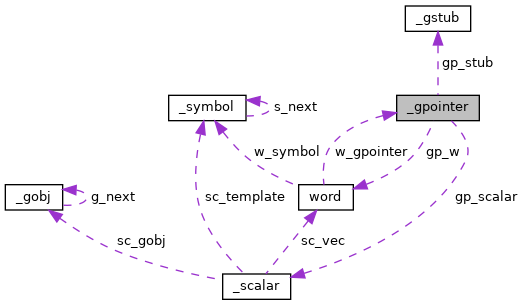 _gstub
gp_stub
_symbol
s_next
_gpointer
w_symbol
w_gpointer
gp_w
_gobj
g_next
sc_template
word
gp_scalar
sc_gobj
sc_vec
_scalar